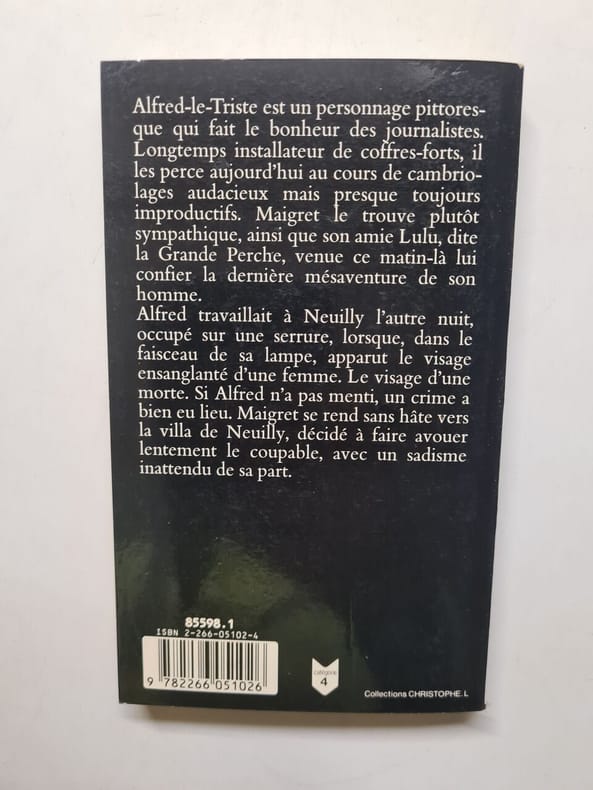 Alfred-le-Triste est un personnage pittores-
que qui fait le bonheur des journalistes.
Longtemps installateur de coffres-forts, il
les perce aujourd'hui au cours de cambrio-
lages audacieux mais presque toujours
improductifs. Maigret le trouve plutôt
sympathique, ainsi que son amie Lulu, dite
la Grande Perche, venue ce matin-là lui
confier la dernière mésaventure de son
homme.
Alfred travaillait à Neuilly l'autre nuit,
occupé sur une serrure, lorsque, dans le
faisceau de sa lampe, apparut le visage
ensanglanté d'une femme. Le visage d'une
morte. Si Alfred n'a pas menti, un crime a
bien eu lieu. Maigret se rend sans hâte vers
la villa de Neuilly, décidé à faire avouer
lentement le coupable, avec un sadisme
inattendu de sa part.
85598.1
ISBN 2-266-05102-4
9 782266 051026
catégorie
4
Collections CHRISTOPHE.L